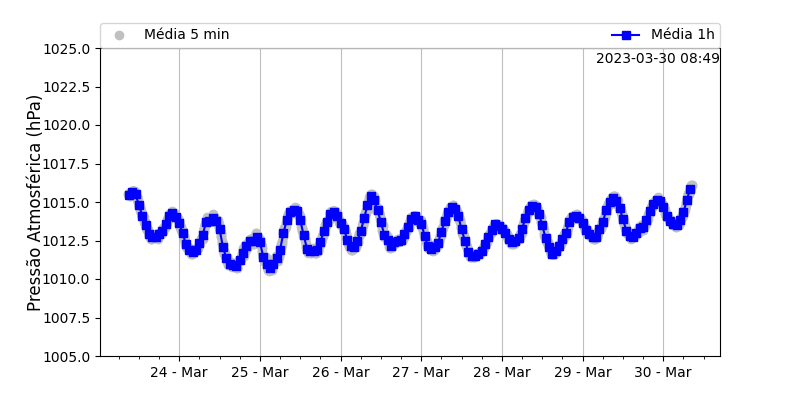 Média 5 min
Média 1h
2023-03-30 08:49
Pressão Atmosférica (hPa)
1025.0
1022.5
1020.0
1017.5
1015.0
1012.5
1010.0
1007.5
1005.0
24 - Mar
25 - Mar
26 - Mar
27 - Mar
28 - Mar
29 - Mar
30 - Mar